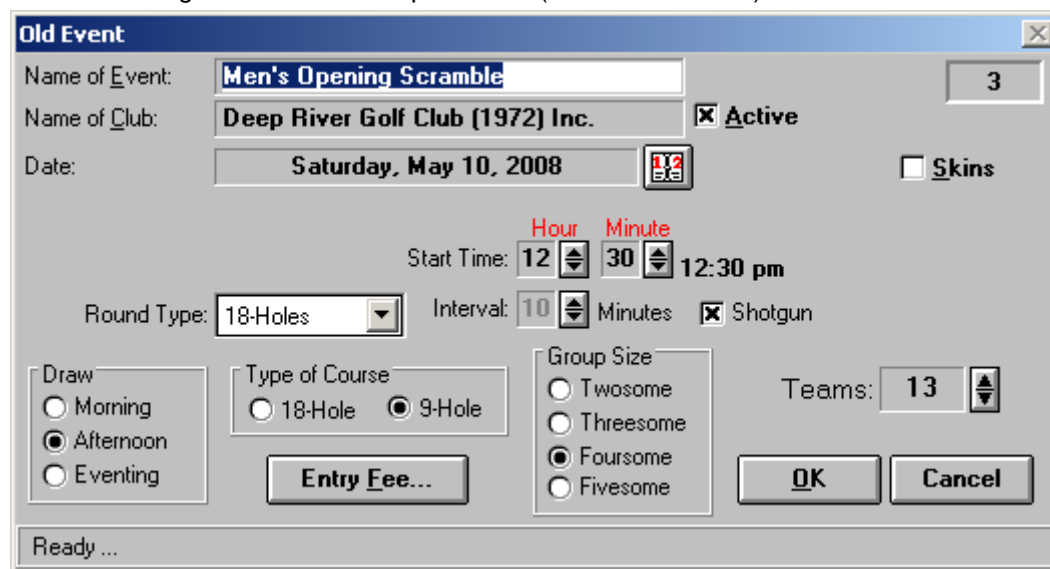 Old Event
Name of Event: Men's Opening Scramble 3
Name of Club: Deep River Golf Club (1972) Inc. Active
Date: Saturday, May 10, 2008 Skins
Hour Minute
Start Time: 12 30 12:30 pm
Round Type: 18-Holes Interval: 10 Minutes Shotgun
Draw
Morning
Afternoon
Eventing
Type of Course
18-Hole 9-Hole
Entry Fee...
Group Size
Twosome
Threesome
Foursome
Fivesome
Teams: 13
OK Cancel
Ready ...